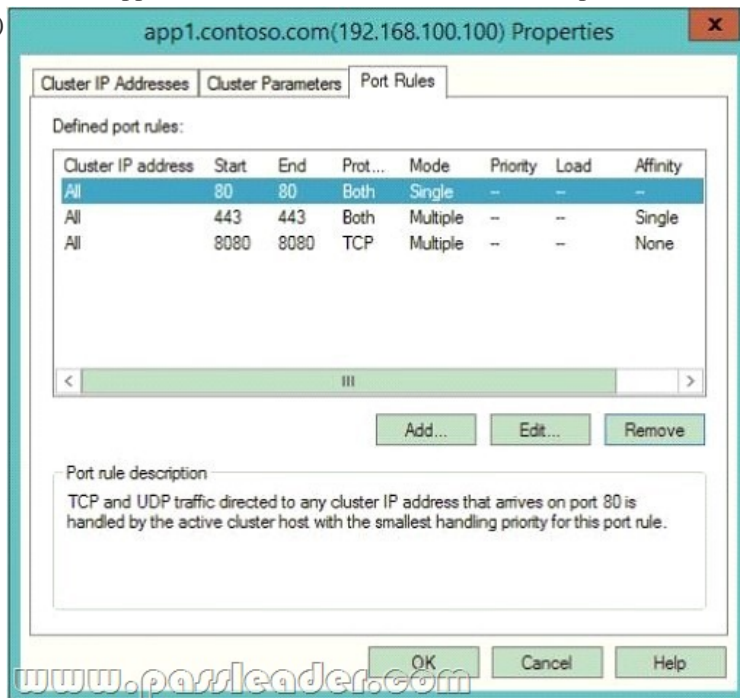 )
app1.contoso.com(192.168.100.100) Properties x
Cluster IP Addresses Cluster Parameters Port Rules
Defined port rules:
Cluster IP address Start End Prot... Mode Priority Load Affinity
All 80 80 Both Single -- -- --
All 443 443 Both Multiple -- -- Single
All 8080 8080 TCP Multiple -- -- None
Add... Edit... Remove
Port rule description
TCP and UDP traffic directed to any cluster IP address that arrives on port 80 is
handled by the active cluster host with the smallest handling priority for this port rule.
OK Cancel Help
www.passleader.com